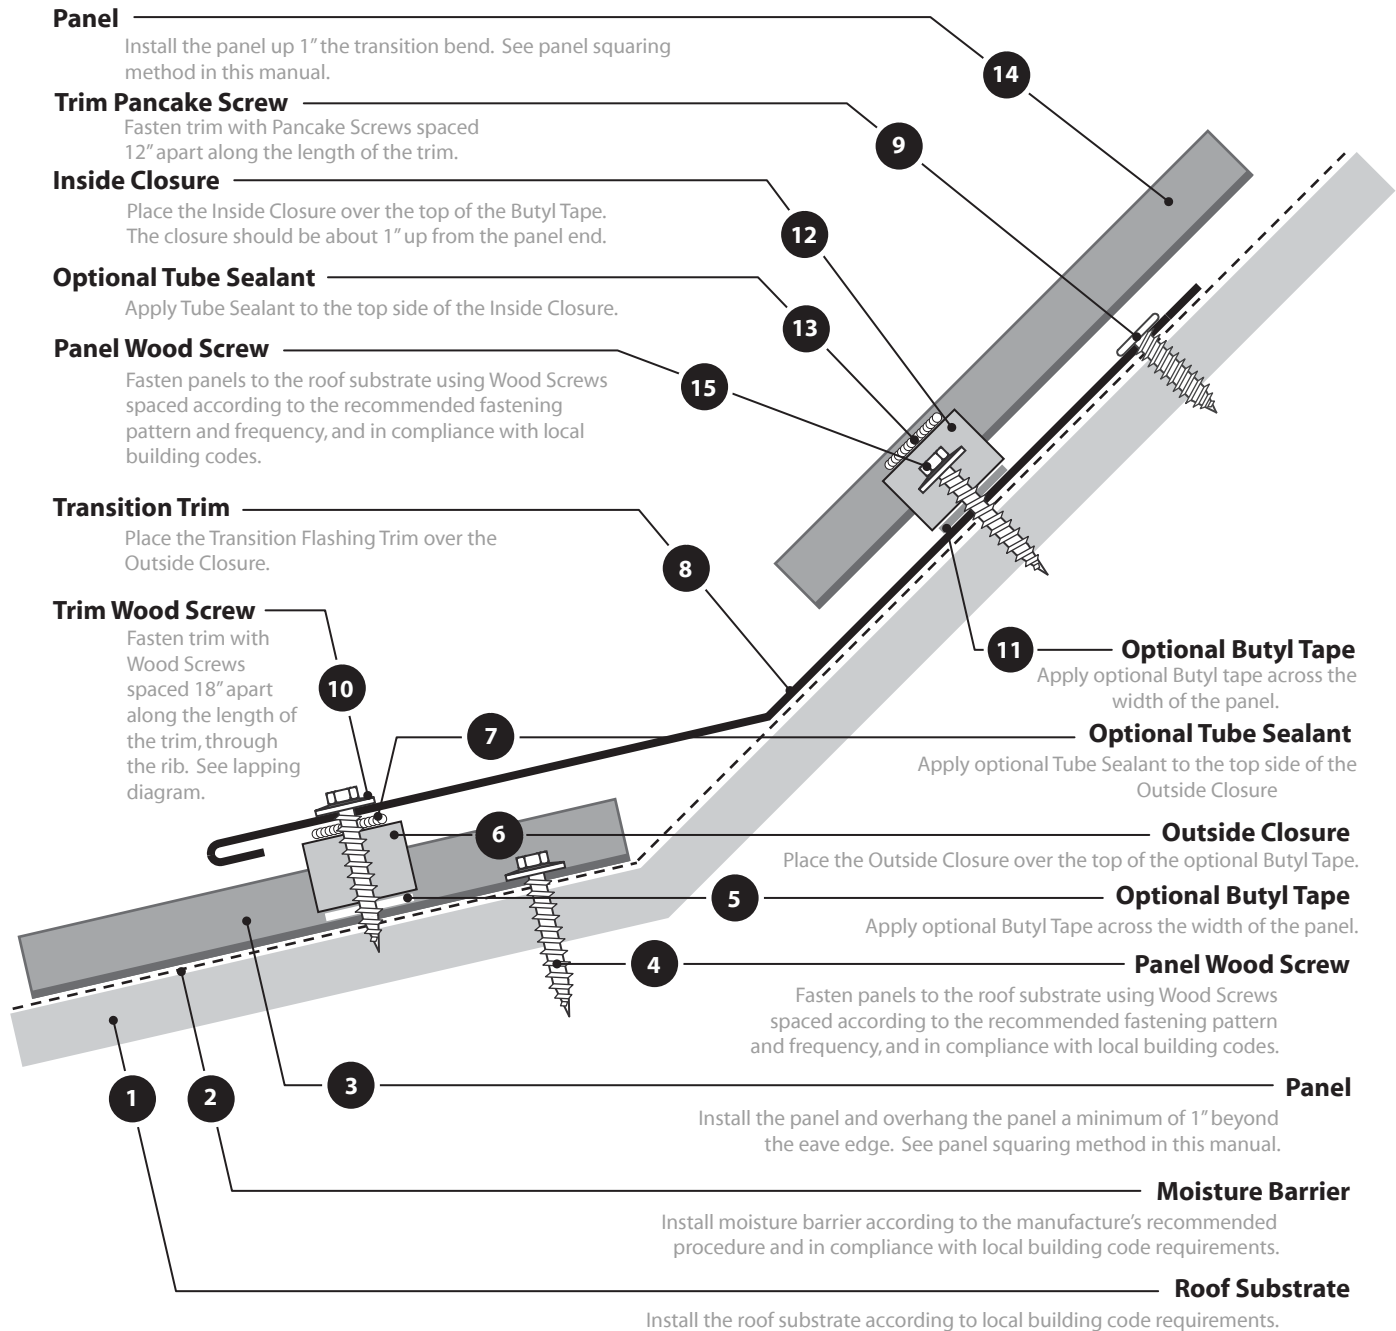 Panel
Install the panel up 1” the transition bend. See panel squaring
method in this manual.
14
Trim Pancake Screw
Fasten trim with Pancake Screws spaced
12” apart along the length of the trim.
9
Inside Closure
Place the Inside Closure over the top of the Butyl Tape.
The closure should be about 1” up from the panel end.
12
Optional Tube Sealant
Apply Tube Sealant to the top side of the Inside Closure.
13
Panel Wood Screw
Fasten panels to the roof substrate using Wood Screws
spaced according to the recommended fastening
pattern and frequency, and in compliance with local
building codes.
15
Transition Trim
Place the Transition Flashing Trim over the
Outside Closure.
8
Trim Wood Screw
Fasten trim with
Wood Screws
spaced 18” apart
along the length of
the trim, through
the rib. See lapping
diagram.
10
11
Optional Butyl Tape
Apply optional Butyl tape across the
width of the panel.
7
Optional Tube Sealant
Apply optional Tube Sealant to the top side of the
Outside Closure
6
Outside Closure
Place the Outside Closure over the top of the optional Butyl Tape.
5
Optional Butyl Tape
Apply optional Butyl Tape across the width of the panel.
4
Panel Wood Screw
Fasten panels to the roof substrate using Wood Screws
spaced according to the recommended fastening pattern
and frequency, and in compliance with local building codes.
3
Panel
Install the panel and overhang the panel a minimum of 1” beyond
the eave edge. See panel squaring method in this manual.
2
Moisture Barrier
Install moisture barrier according to the manufacture’s recommended
procedure and in compliance with local building code requirements.
1
Roof Substrate
Install the roof substrate according to local building code requirements.